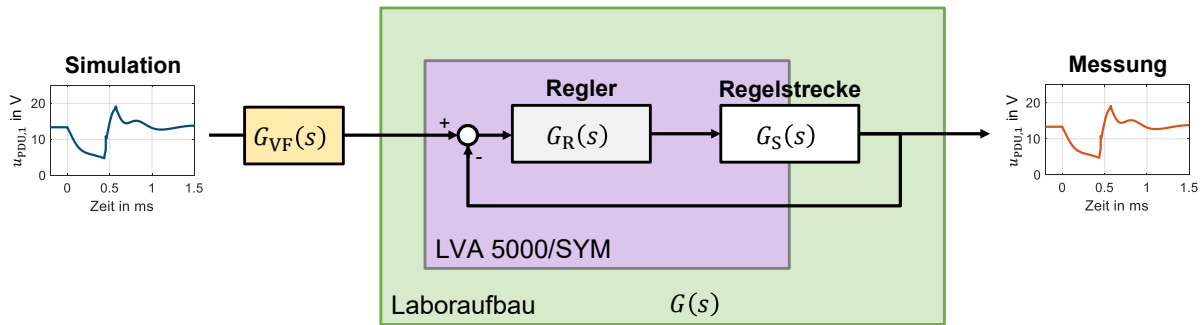 Simulation
20
10
0
u_PDU,1 in V
0 0.5 1 1.5
Zeit in ms
G_VF(s)
+
-
Regler
G_R(s)
Regelstrecke
G_S(s)
LVA 5000/SYM
Laboraufbau
G(s)
Messung
20
10
0
u_PDU,1 in V
0 0.5 1 1.5
Zeit in ms